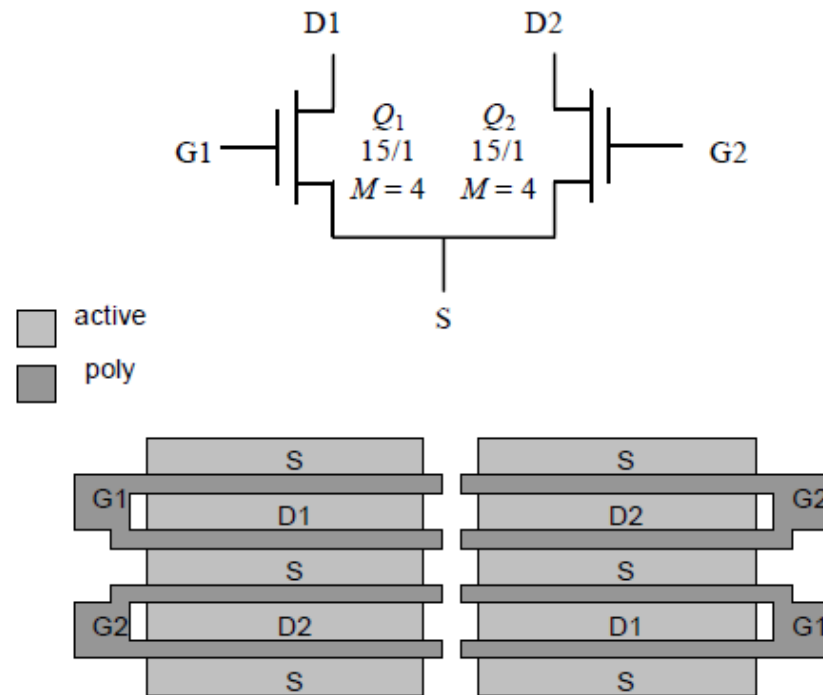 D1 D2
G1 Q1 Q2 G2
15/1 15/1
M = 4 M = 4
S
active
poly
S S
G1 D1 D2 G2
S S
G2 D2 D1 G1
S S